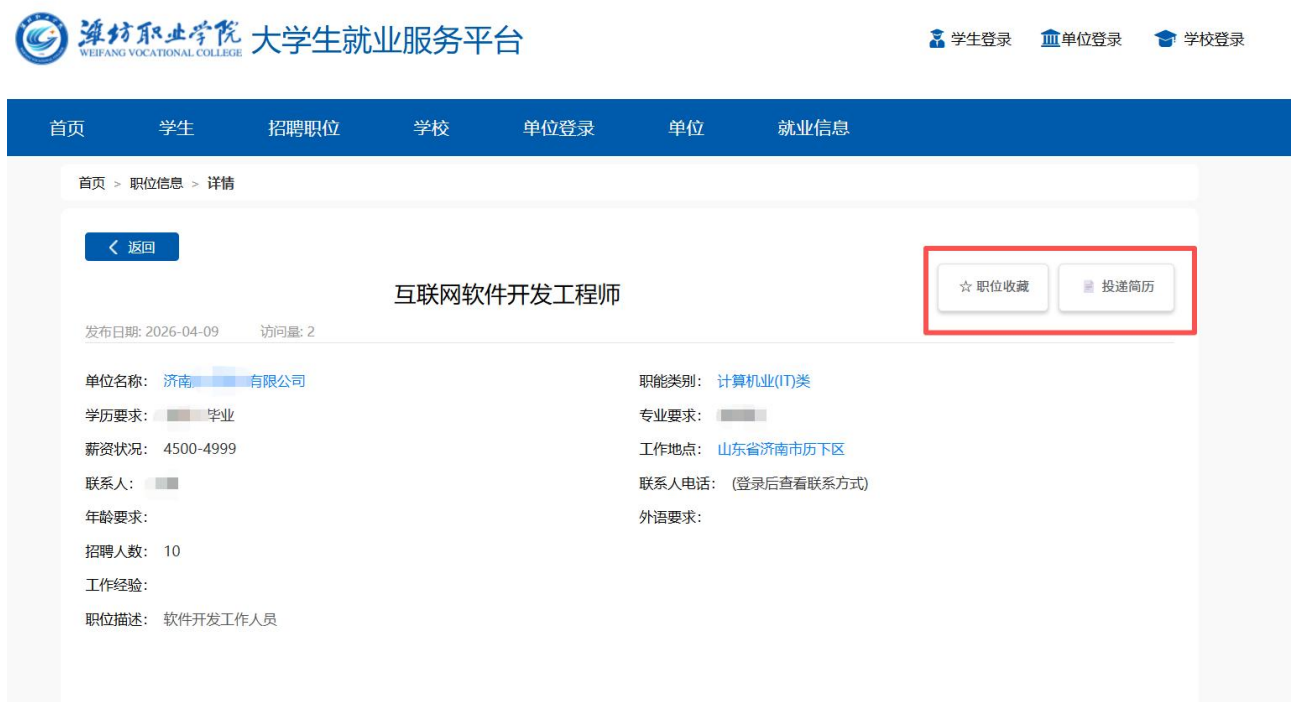 潍坊职业学院 大学生就业服务平台
WEIFANG VOCATIONAL COLLEGE
学生登录 单位登录 学校登录
首页 学生 招聘职位 学校 单位登录 单位 就业信息
首页 > 职位信息 > 详情
返回
☆ 职位收藏 投递简历
互联网软件开发工程师
发布日期: 2026-04-09 访问量: 2
单位名称: 济南 有限公司 职能类别: 计算机业(IT)类
学历要求: 毕业 专业要求:
薪资状况: 4500-4999 工作地点: 山东省济南市历下区
联系人: 联系人电话: (登录后查看联系方式)
年龄要求: 外语要求:
招聘人数: 10
工作经验:
职位描述: 软件开发工作人员